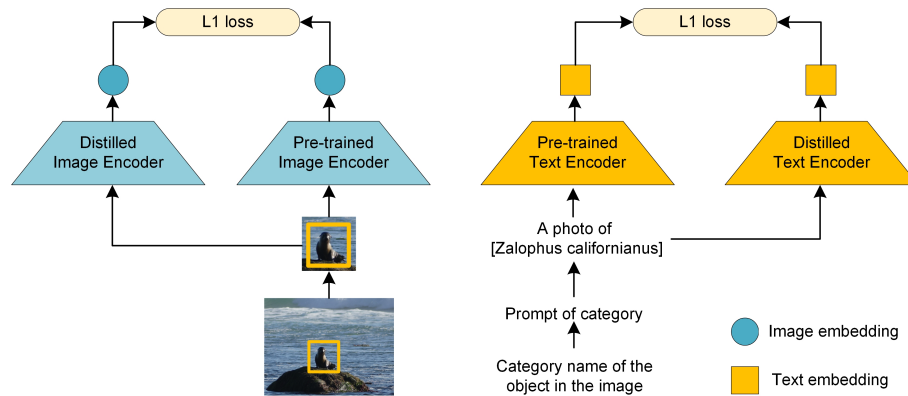 L1 loss
L1 loss
Distilled
Image Encoder
Pre-trained
Image Encoder
Pre-trained
Text Encoder
Distilled
Text Encoder
A photo of
[Zalophus californianus]
Prompt of category
Category name of the
object in the image
Image embedding
Text embedding